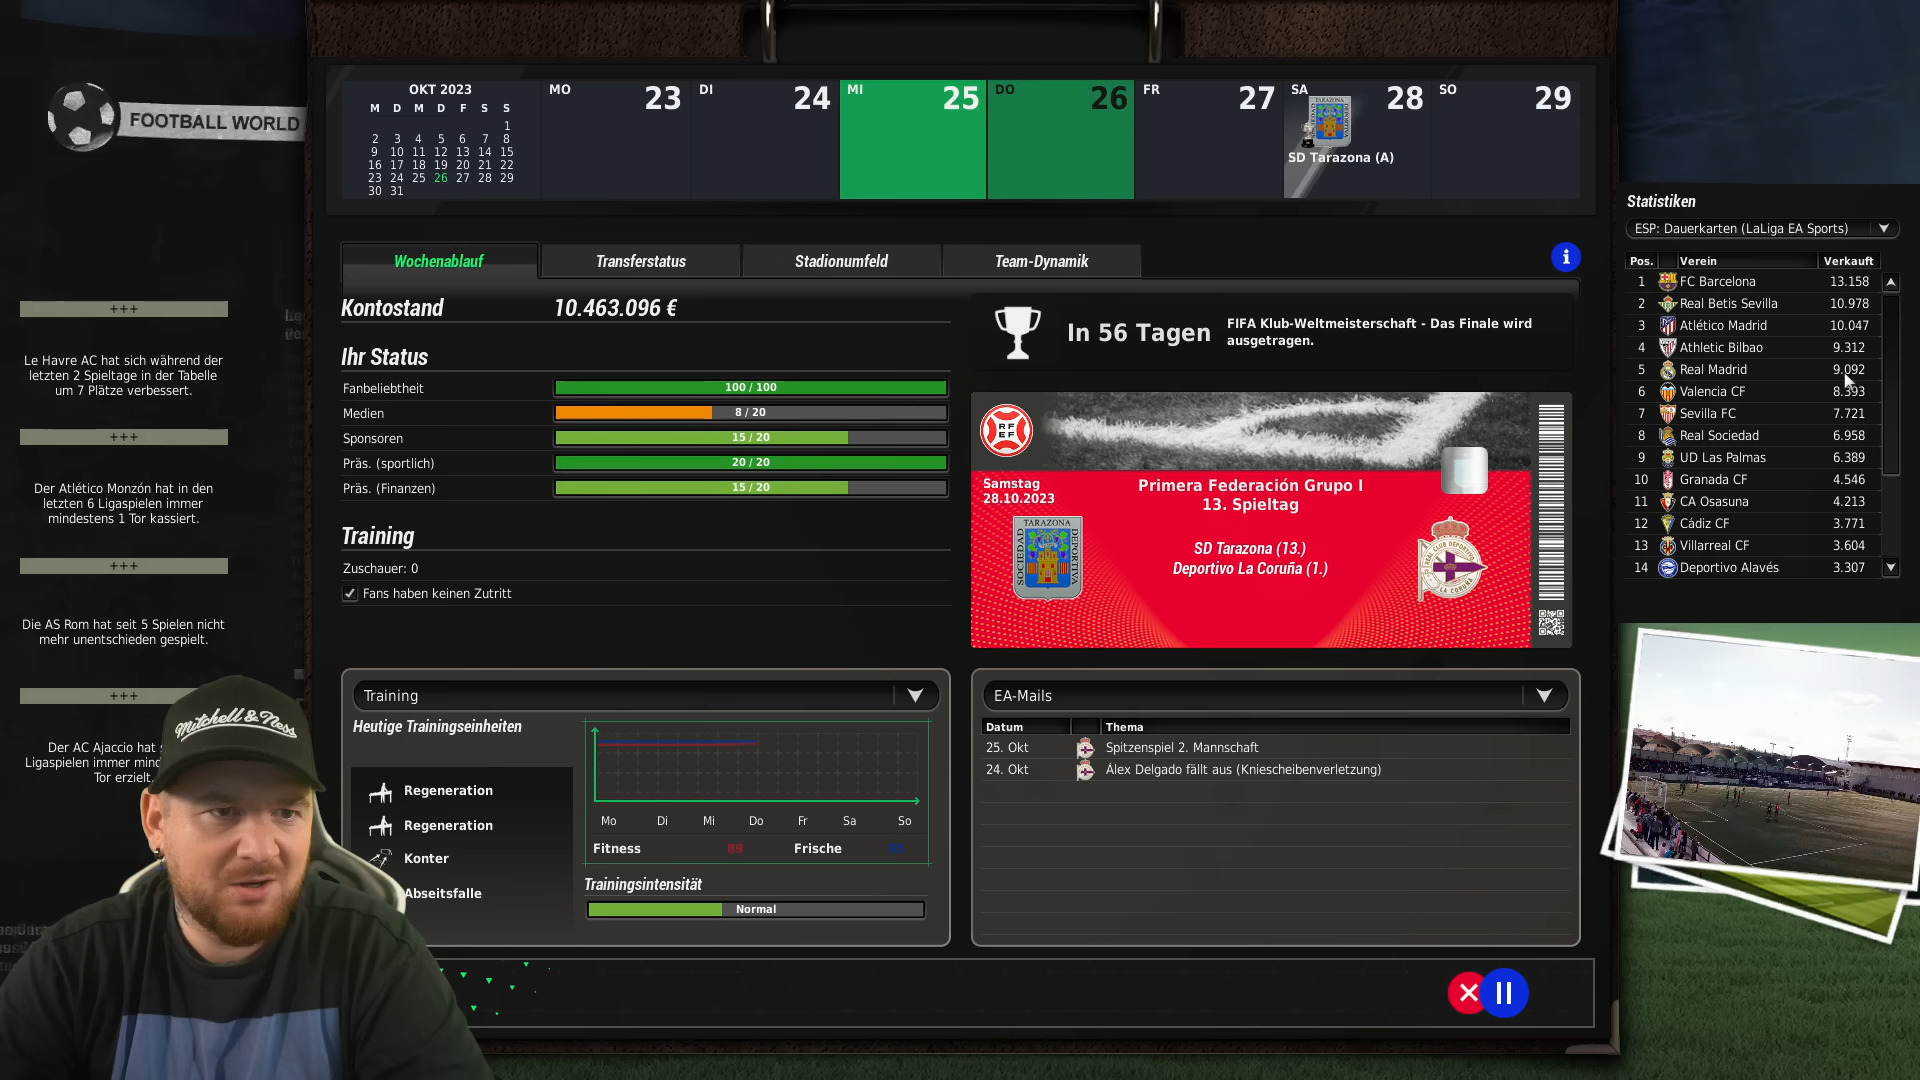 FOOTBALL WORLD
OKT 2023
M D M D F S S
1
2 3 4 5 6 7 8
9 10 11 12 13 14 15
16 17 18 19 20 21 22
23 24 25 26 27 28 29
30 31
MO 23
DI 24
MI 25
DO 26
FR 27
SA 28
SO 29
SD Tarazona (A)
Wochenablauf
Transferstatus
Stadionumfeld
Team-Dynamik
Kontostand 10.463.096 €
Ihr Status
Fanbeliebtheit 100 / 100
Medien 8 / 20
Sponsoren 15 / 20
Präs. (sportlich) 20 / 20
Präs. (Finanzen) 15 / 20
Training
Zuschauer: 0
Fans haben keinen Zutritt
In 56 Tagen
FIFA Klub-Weltmeisterschaft - Das Finale wird
ausgetragen.
RFEF
Samstag
28.10.2023
Primera Federación Grupo I
13. Spieltag
TARAZONA
SOCIEDAD
DEPORTIVA
SD Tarazona (13.)
Deportivo La Coruña (1.)
Training
Heutige Trainingseinheiten
Regeneration
Regeneration
Konter
Abseitsfalle
Mo Di Mi Do Fr Sa So
Fitness 89 Frische
Trainingsintensität
Normal
EA-Mails
Datum Thema
25. Okt Spitzenspiel 2. Mannschaft
24. Okt Álex Delgado fällt aus (Kniescheibenverletzung)
Statistiken
ESP: Dauerkarten (LaLiga EA Sports)
Pos. Verein Verkauft
1 FC Barcelona 13.158
2 Real Betis Sevilla 10.978
3 Atlético Madrid 10.047
4 Athletic Bilbao 9.312
5 Real Madrid 9.092
6 Valencia CF 8.393
7 Sevilla FC 7.721
8 Real Sociedad 6.958
9 UD Las Palmas 6.389
10 Granada CF 4.546
11 CA Osasuna 4.213
12 Cádiz CF 3.771
13 Villarreal CF 3.604
14 Deportivo Alavés 3.307
+++
Le Havre AC hat sich während der
letzten 2 Spieltage in der Tabelle
um 7 Plätze verbessert.
+++
Der Atlético Monzón hat in den
letzten 6 Ligaspielen immer
mindestens 1 Tor kassiert.
+++
Die AS Rom hat seit 5 Spielen nicht
mehr unentschieden gespielt.
+++
Der AC Ajaccio hat
Ligaspielen immer
Tor erzielt.
Mitchell & Ness